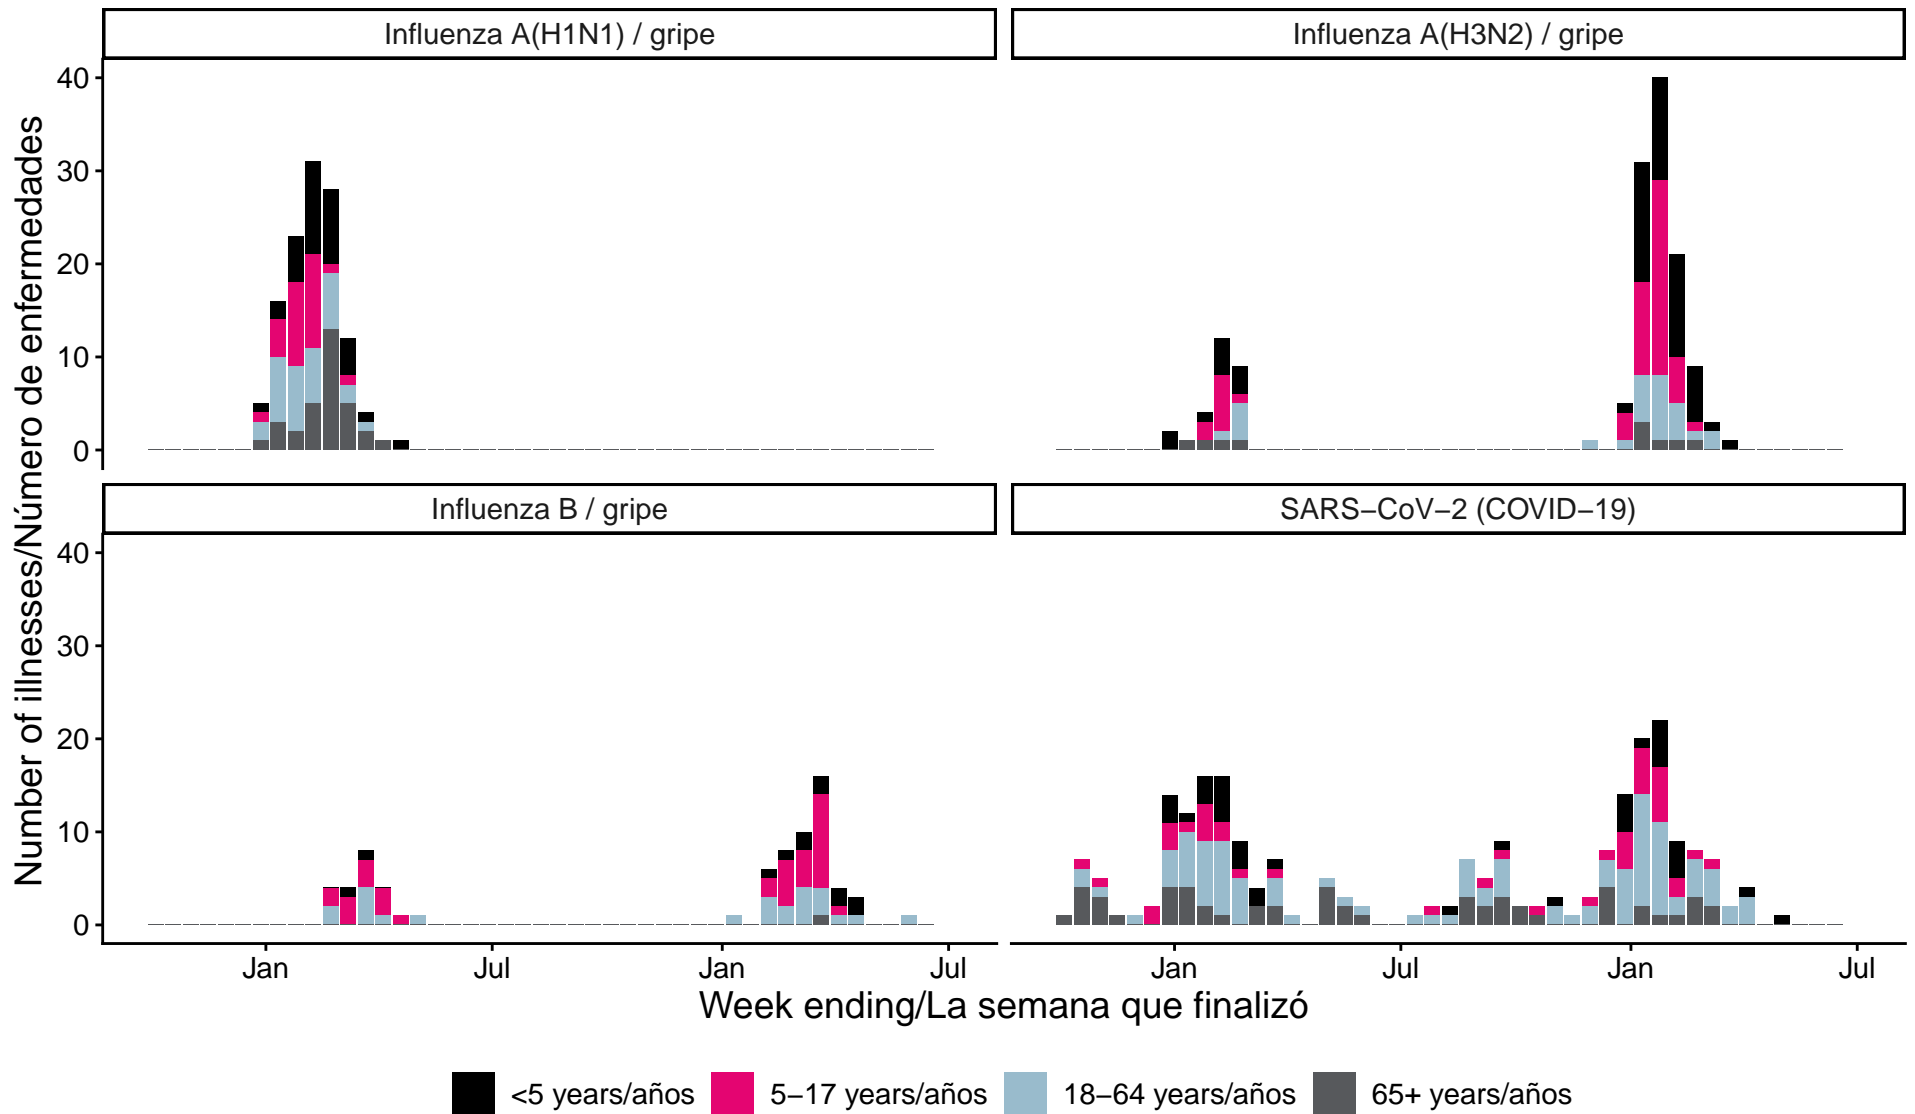 Influenza A(H1N1) / gripe
Influenza A(H3N2) / gripe
40
30
20
10
0
Influenza B / gripe
SARS−CoV−2 (COVID−19)
40
30
20
10
0
Jan Jul Jan Jul
Jan Jul Jan Jul
Number of illnesses/Número de enfermedades
Week ending/La semana que finalizó
<5 years/años 5−17 years/años 18−64 years/años 65+ years/años